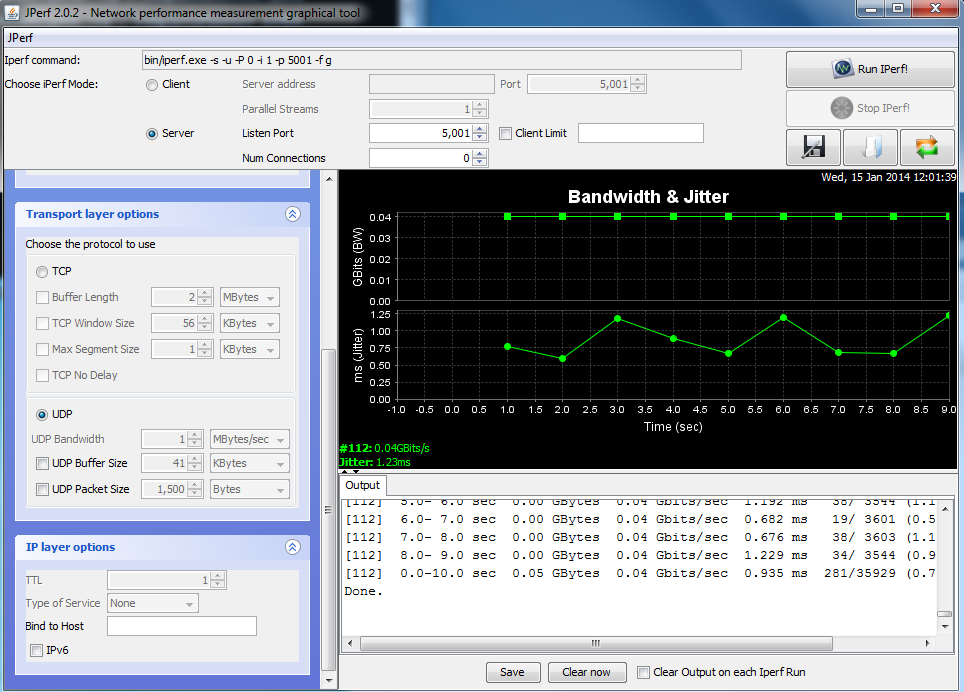 JPerf 2.0.2 - Network performance measurement graphical tool
JPerf
Iperf command:
bin/iperf.exe -s -u -P 0 -i 1 -p 5001 -f g
Choose iPerf Mode:
Client
Server address
Port
5,001
Parallel Streams
1
Server
Listen Port
5,001
Client Limit
Num Connections
0
Run IPerf!
Stop IPerf!
Transport layer options
Choose the protocol to use
TCP
Buffer Length
2
MBytes
TCP Window Size
56
KBytes
Max Segment Size
1
KBytes
TCP No Delay
UDP
UDP Bandwidth
1
MBytes/sec
UDP Buffer Size
41
KBytes
UDP Packet Size
1,500
Bytes
IP layer options
TTL
1
Type of Service
None
Bind to Host
IPv6
Wed, 15 Jan 2014 12:01:39
Bandwidth & Jitter
GBits (BW)
0.04
0.03
0.02
0.01
0.00
ms (Jitter)
1.25
1.00
0.75
0.50
0.25
0.00
-1.0 -0.5 0.0 0.5 1.0 1.5 2.0 2.5 3.0 3.5 4.0 4.5 5.0 5.5 6.0 6.5 7.0 7.5 8.0 8.5 9.0
Time (sec)
#112: 0.04GBits/s
Jitter: 1.23ms
Output
[112] 5.0- 6.0 sec 0.00 GBytes 0.04 Gbits/sec 1.192 ms 38/ 3544 (1.1
[112] 6.0- 7.0 sec 0.00 GBytes 0.04 Gbits/sec 0.682 ms 19/ 3601 (0.5
[112] 7.0- 8.0 sec 0.00 GBytes 0.04 Gbits/sec 0.676 ms 38/ 3603 (1.1
[112] 8.0- 9.0 sec 0.00 GBytes 0.04 Gbits/sec 1.229 ms 34/ 3544 (0.9
[112] 0.0-10.0 sec 0.05 GBytes 0.04 Gbits/sec 0.935 ms 281/35929 (0.7
Done.
Save
Clear now
Clear Output on each Iperf Run